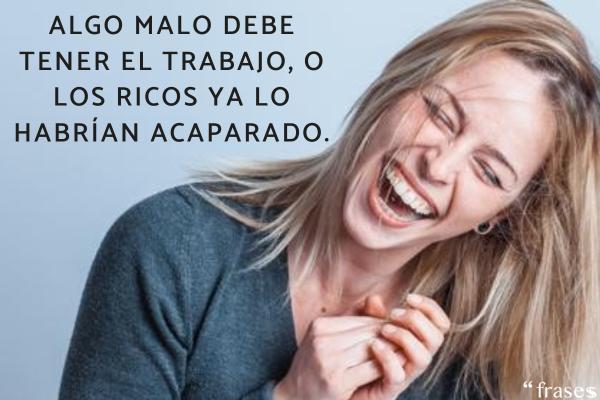 ALGO MALO DEBE
TENER EL TRABAJO, O
LOS RICOS YA LO
HABRÍAN ACAPARADO.
“frases